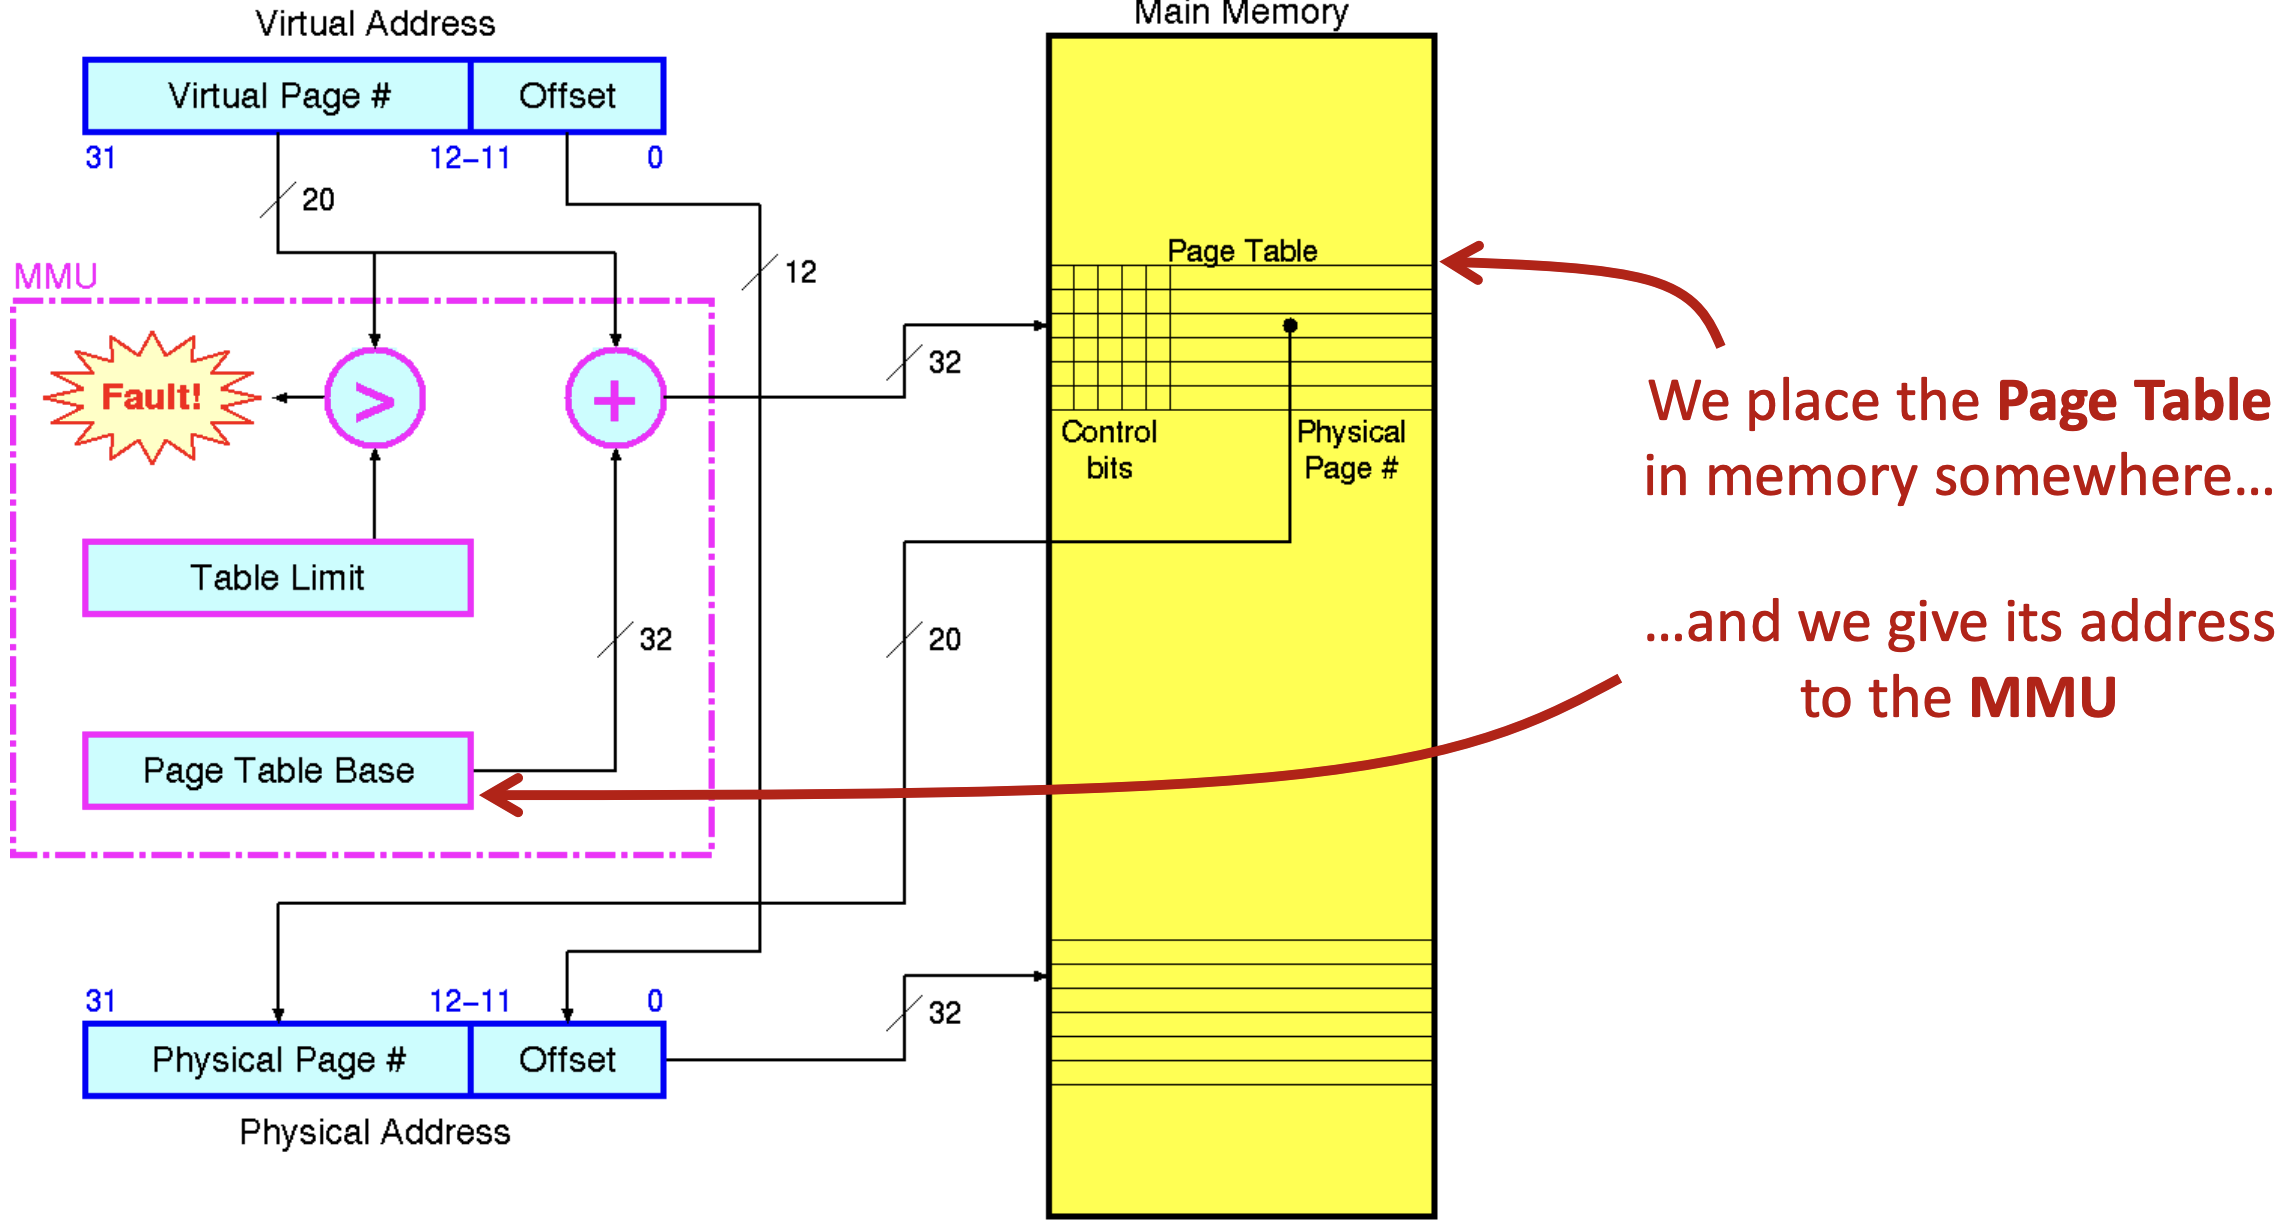 Virtual Address
Main Memory
Virtual Page #
Offset
31
12–11
0
20
MMU
12
Page Table
Fault!
>
+
32
Control
bits
Physical
Page #
We place the Page Table
in memory somewhere...
Table Limit
32
20
...and we give its address
to the MMU
Page Table Base
31
12–11
0
32
Physical Page #
Offset
Physical Address